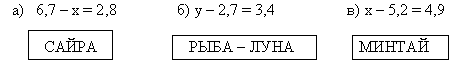 а) 6,7 – х = 2,8 б) у – 2,7 = 3,4 в) х – 5,2 = 4,9
САЙРА РЫБА – ЛУНА МИНТАЙ